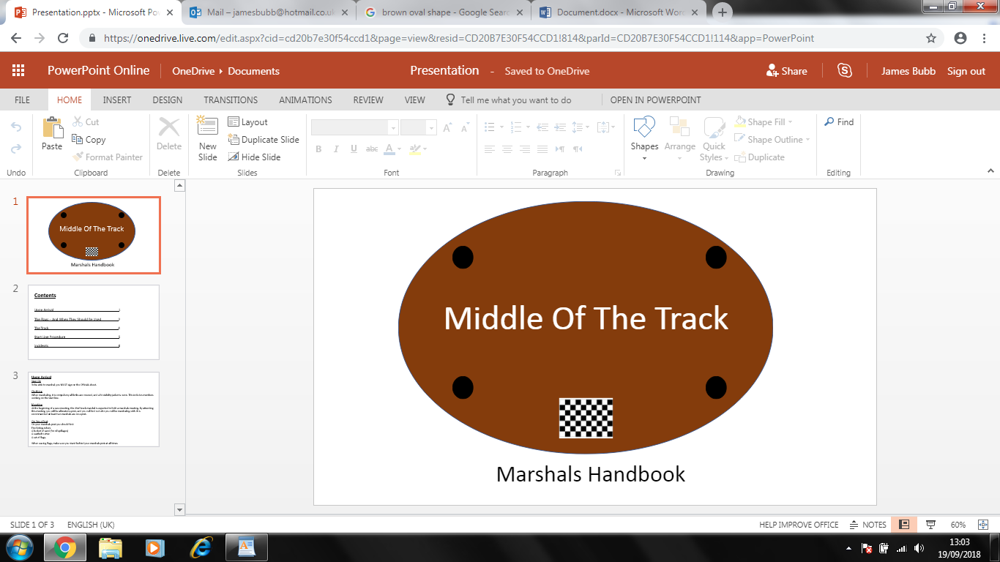 Presentation.pptx - Microsoft Po
Mail – jamesbubb@hotmail.co.uk
brown oval shape - Google Sear
Document.docx - Microsoft Wor
https://onedrive.live.com/edit.aspx?cid=cd20b7e30f54ccd1&page=view&resid=CD20B7E30F54CCD1!814&parId=CD20B7E30F54CCD1!114&app=PowerPoint
PowerPoint Online
OneDrive
Documents
Presentation - Saved to OneDrive
Share
James Bubb
Sign out
FILE HOME INSERT DESIGN TRANSITIONS ANIMATIONS REVIEW VIEW Tell me what you want to do OPEN IN POWERPOINT
Paste
Cut
Copy
Format Painter
Delete
New Slide
Layout
Duplicate Slide
Hide Slide
B I U abc A
Shapes
Arrange
Quick Styles
Shape Fill
Shape Outline
Duplicate
Find
Undo Clipboard Delete Slides Font Paragraph Drawing Editing
1
Middle Of The Track
Marshals Handbook
2
Contents
Upon Arrival
The Flags – And When They Should Be Used
The Track
Start Line Procedure
Incidents
3
Upon Arrival
Middle Of The Track
Marshals Handbook
SLIDE 1 OF 3 ENGLISH (UK)
HELP IMPROVE OFFICE NOTES 60%
13:03
19/09/2018